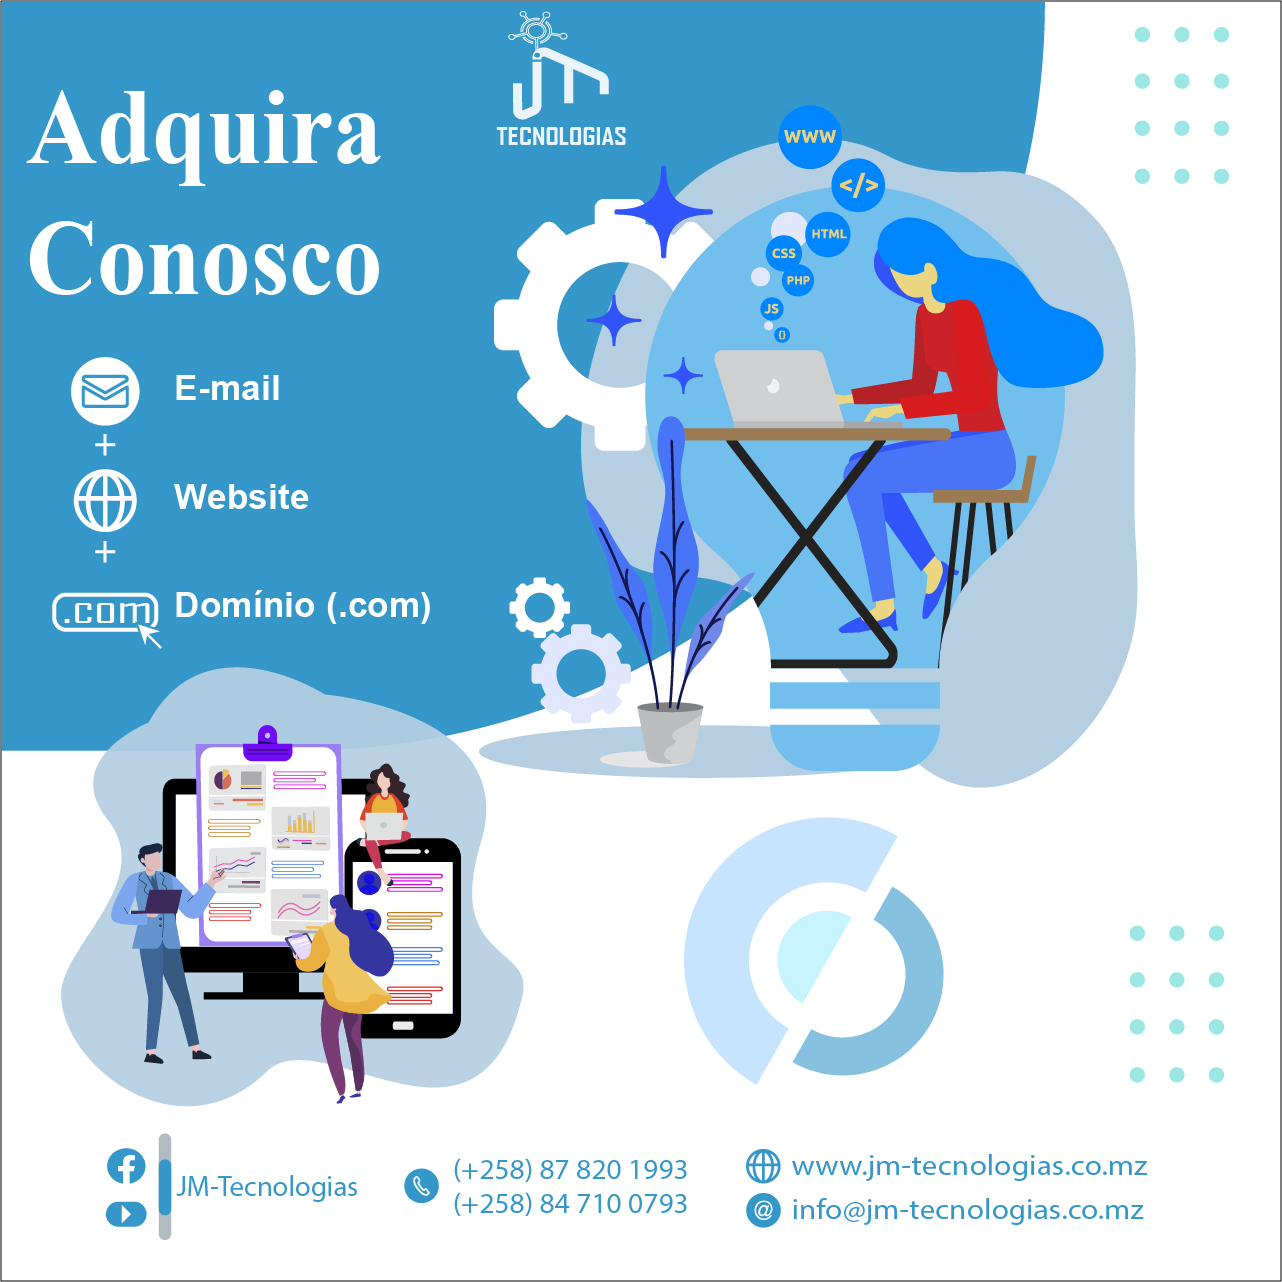 JM
TECNOLOGIAS
Adquira
Conosco
www
</>
HTML
CSS
PHP
JS
{}
E-mail
+
Website
+
.com
Domínio (.com)
JM-Tecnologias
(+258) 87 820 1993
(+258) 84 710 0793
www.jm-tecnologias.co.mz
@ info@jm-tecnologias.co.mz